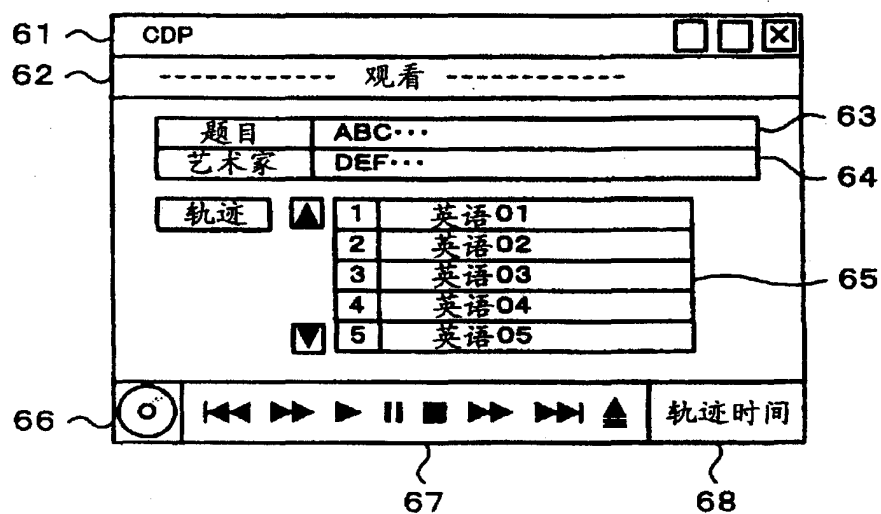 61 CDP
62 ------------ 观看 ------------
题目 ABC··· 63
艺术家 DEF··· 64
轨迹 1 英语01
2 英语02
3 英语03 65
4 英语04
5 英语05
66 轨迹时间
67 68